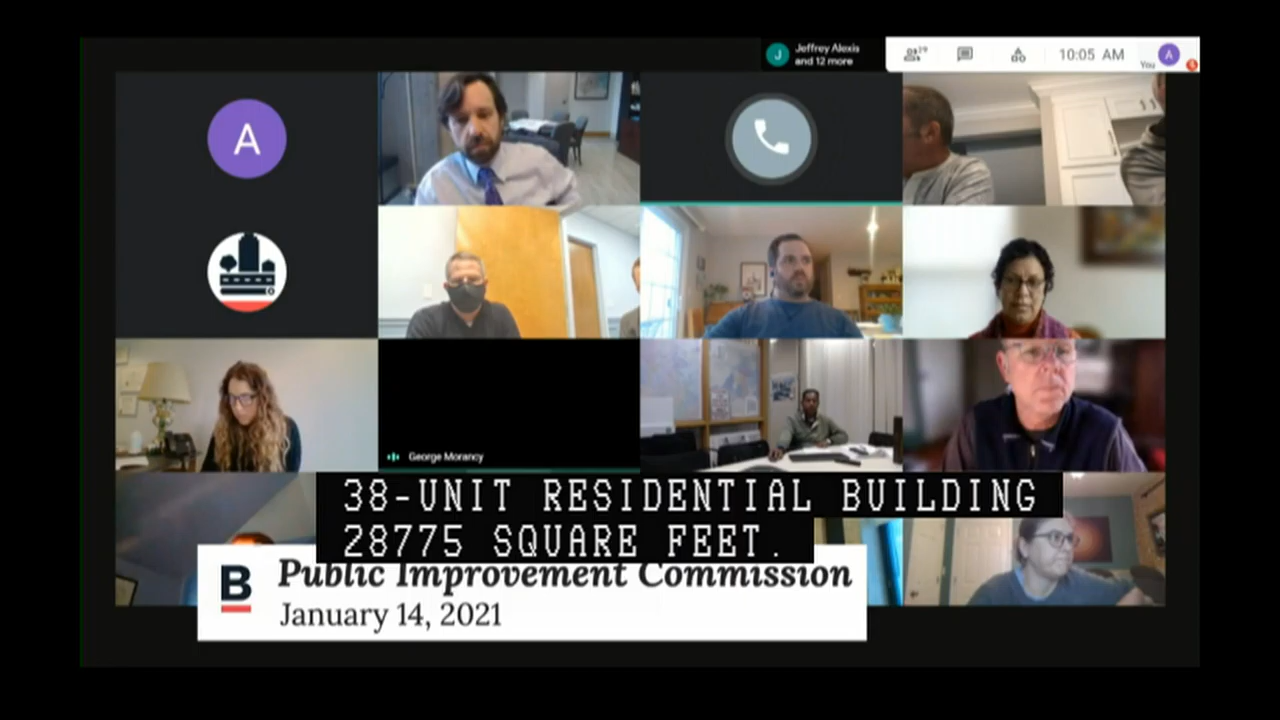 J
Jeffrey Alexis
and 12 more
29
10:05 AM
You
A
A
George Morancy
38-UNIT RESIDENTIAL BUILDING
28775 SQUARE FEET.
B
Public Improvement Commission
January 14, 2021